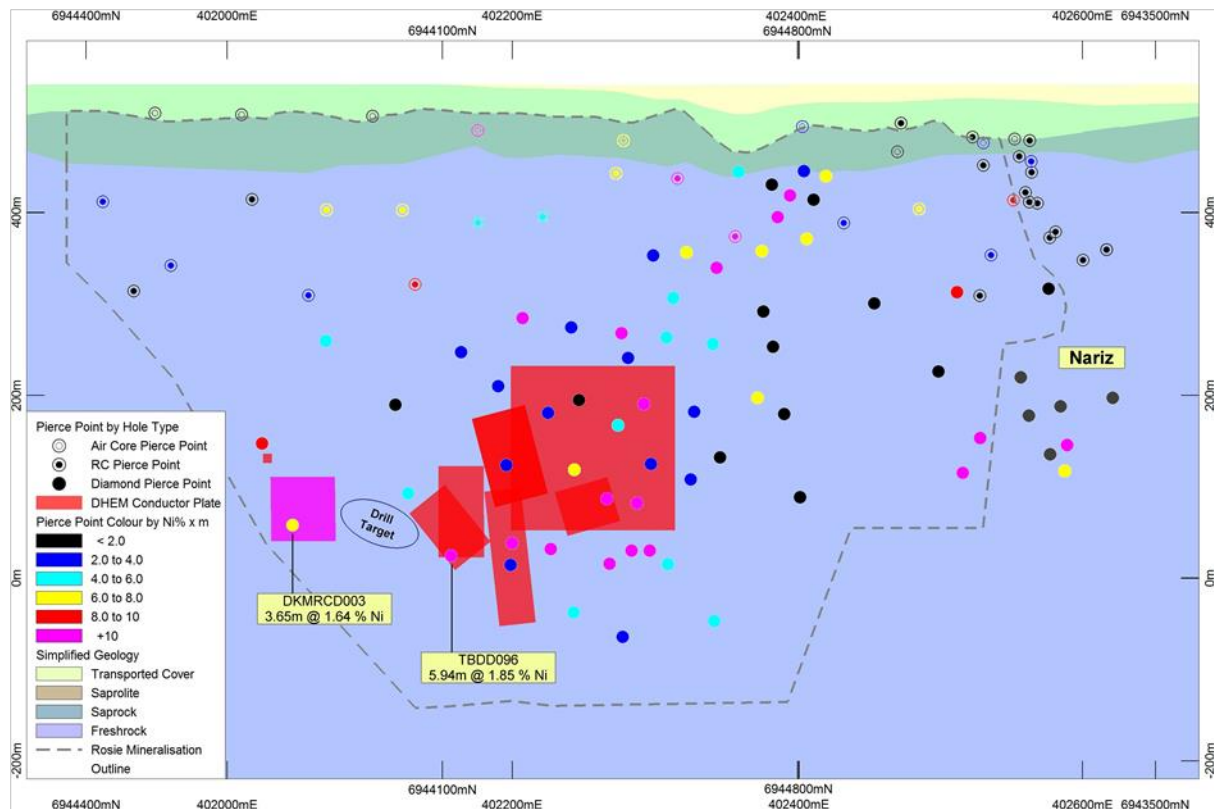 402000mE 402200mE 402400mE 402600mE
6944400mN 6944100mN 6944800mN 6943500mN
400m 400m
Nariz
200m 200m
Pierce Point by Hole Type
Air Core Pierce Point
RC Pierce Point
Diamond Pierce Point
DHEM Conductor Plate
Pierce Point Colour by Ni% x m
< 2.0
2.0 to 4.0
4.0 to 6.0
6.0 to 8.0
8.0 to 10
+10
Simplified Geology
Transported Cover
Saprolite
Saprock
Freshrock
Rosie Mineralisation
Outline
Drill
Target
0m 0m
DKMRCD003
3.65m @ 1.64 % Ni
TBDD096
5.94m @ 1.85 % Ni
-200m -200m
6944400mN 6944100mN 6944800mN 6943500mN
402000mE 402200mE 402400mE 402600mE